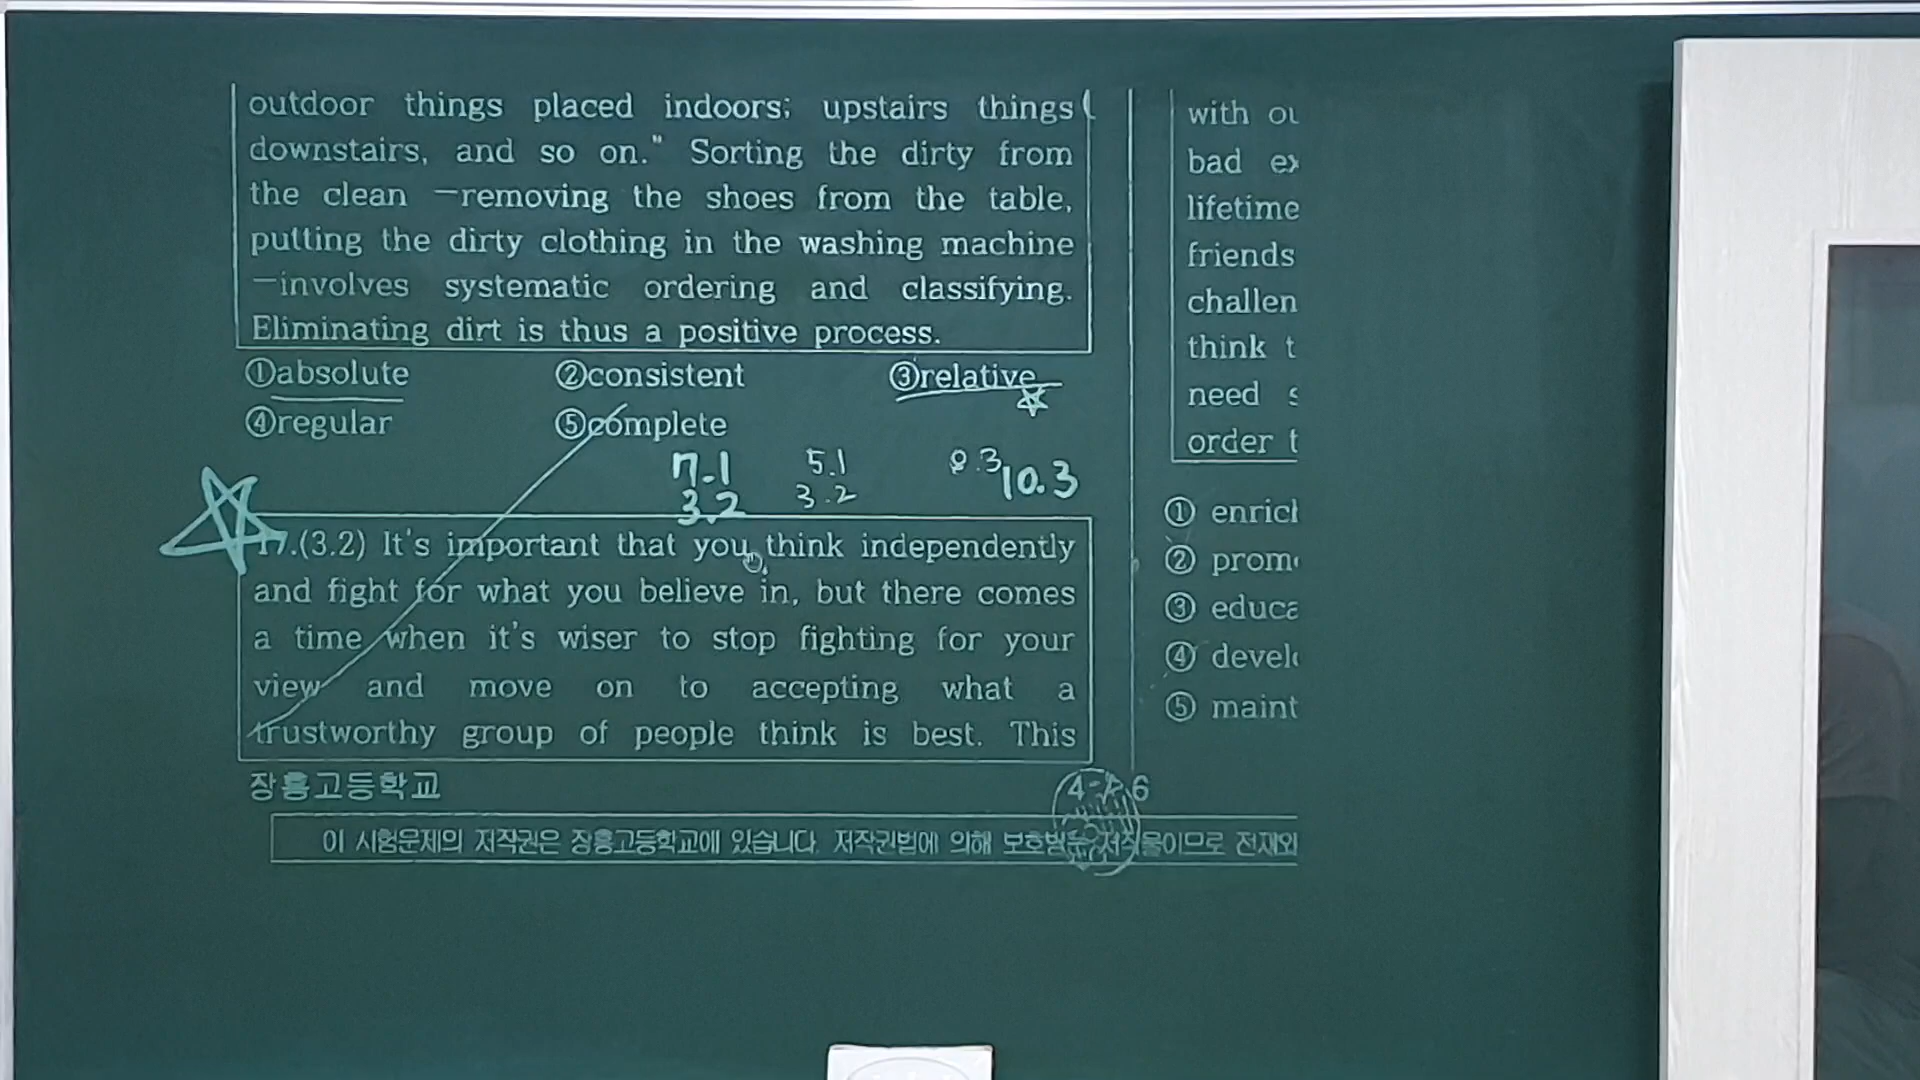 outdoor things placed indoors; upstairs things
downstairs, and so on." Sorting the dirty from
the clean —removing the shoes from the table,
putting the dirty clothing in the washing machine
—involves systematic ordering and classifying.
Eliminating dirt is thus a positive process.
①absolute ②consistent ③relative
④regular ⑤complete
7.1 5.1 9.3 10.3
3.2 3.2
17.(3.2) It's important that you think independently
and fight for what you believe in, but there comes
a time when it's wiser to stop fighting for your
view and move on to accepting what a
trustworthy group of people think is best. This
장흥고등학교
이 시험문제의 저작권은 장흥고등학교에 있습니다. 저작권법에 의해 보호받는 저작물이므로 전재와
with ou
bad ex
lifetime
friends
challen
think t
need s
order t
① enrich
② prom
③ educa
④ devel
⑤ maint